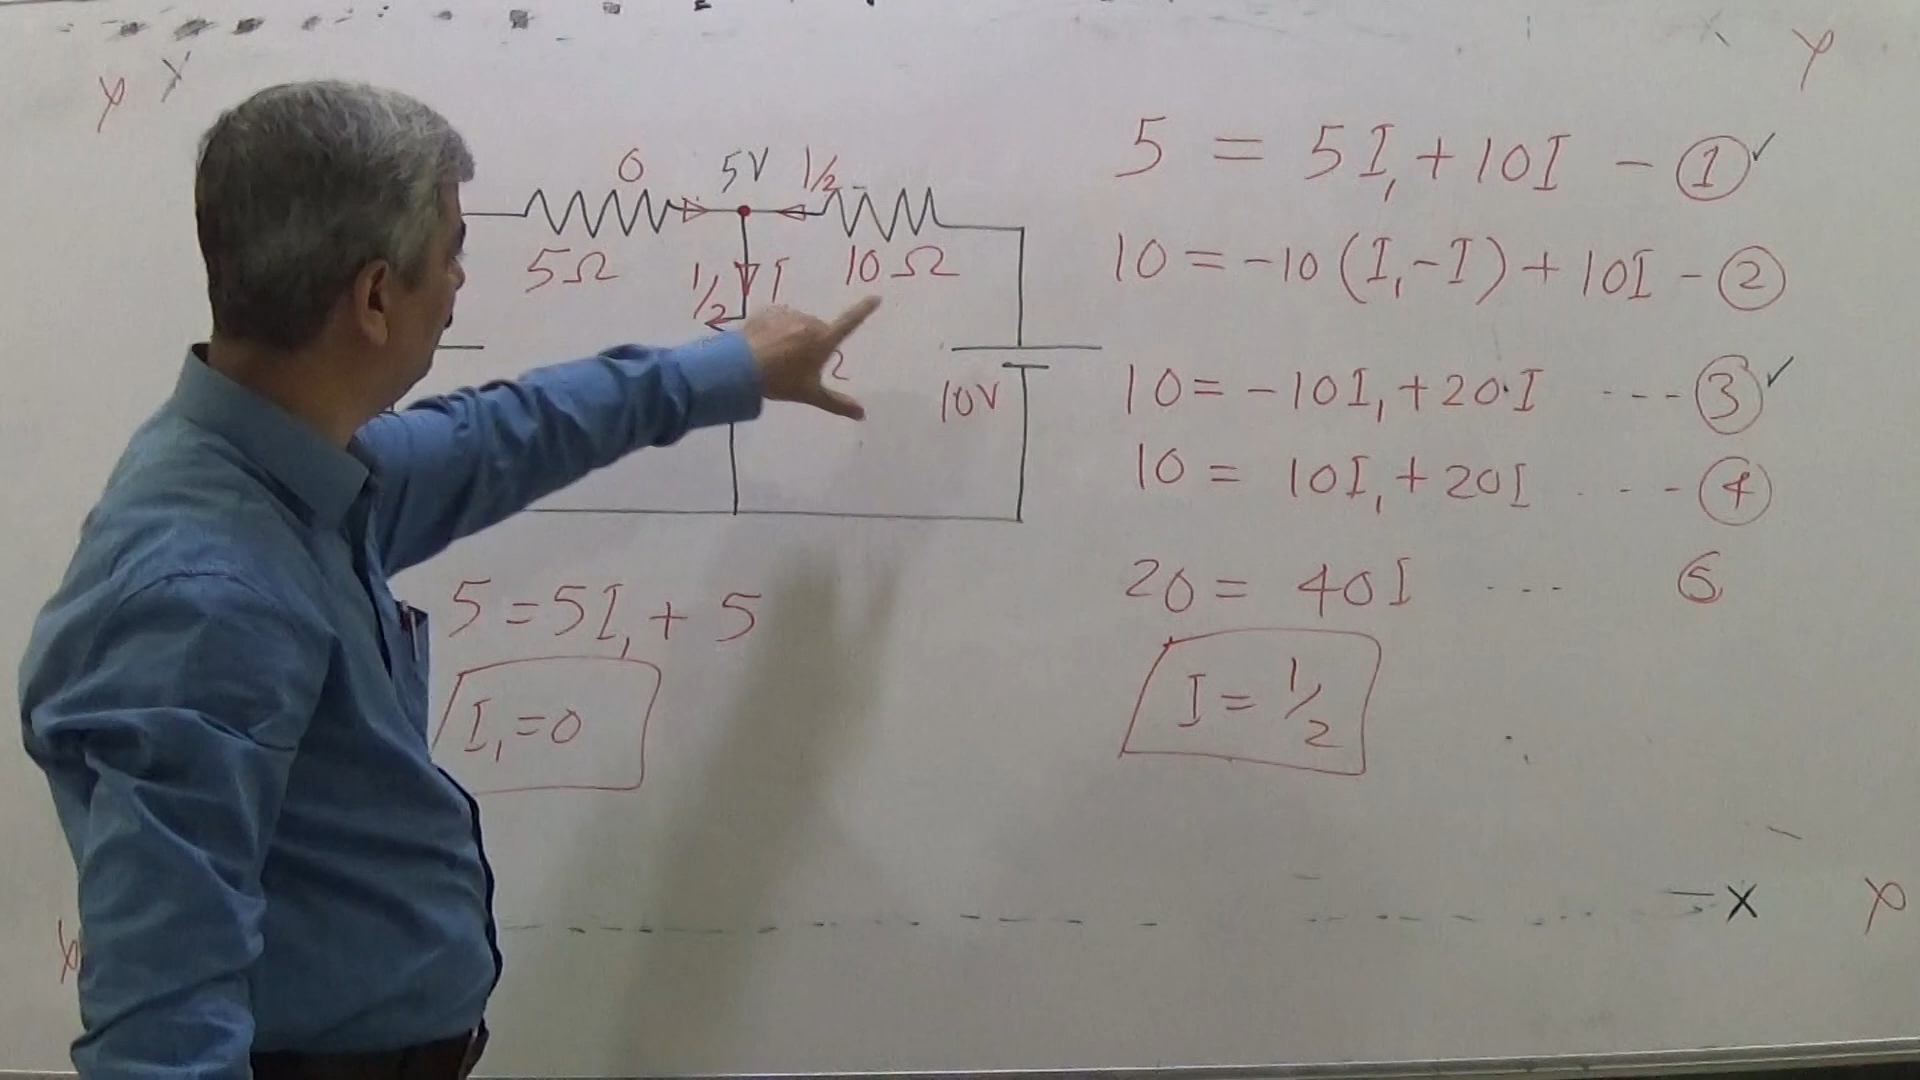 0 5V 1/2
5Ω 1/2 I 10Ω
10V
5 = 5I₁ + 10I - ①✓
10 = -10(I₁-I) + 10I - ②
10 = -10I₁ + 20·I --- ③✓
10 = 10I₁ + 20I . --- ④
20 = 40I ... 5
I = 1/2
5 = 5I₁ + 5
I₁ = 0
X